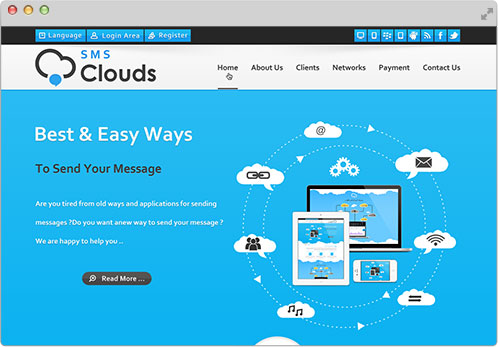 Language Login Area Register
SMS
Clouds
Home About Us Clients Networks Payment Contact Us
Best & Easy Ways
To Send Your Message
Are you tired from old ways and applications for sending
messages ?Do you want anew way to send your message ?
We are happy to help you ..
Read More ...
@